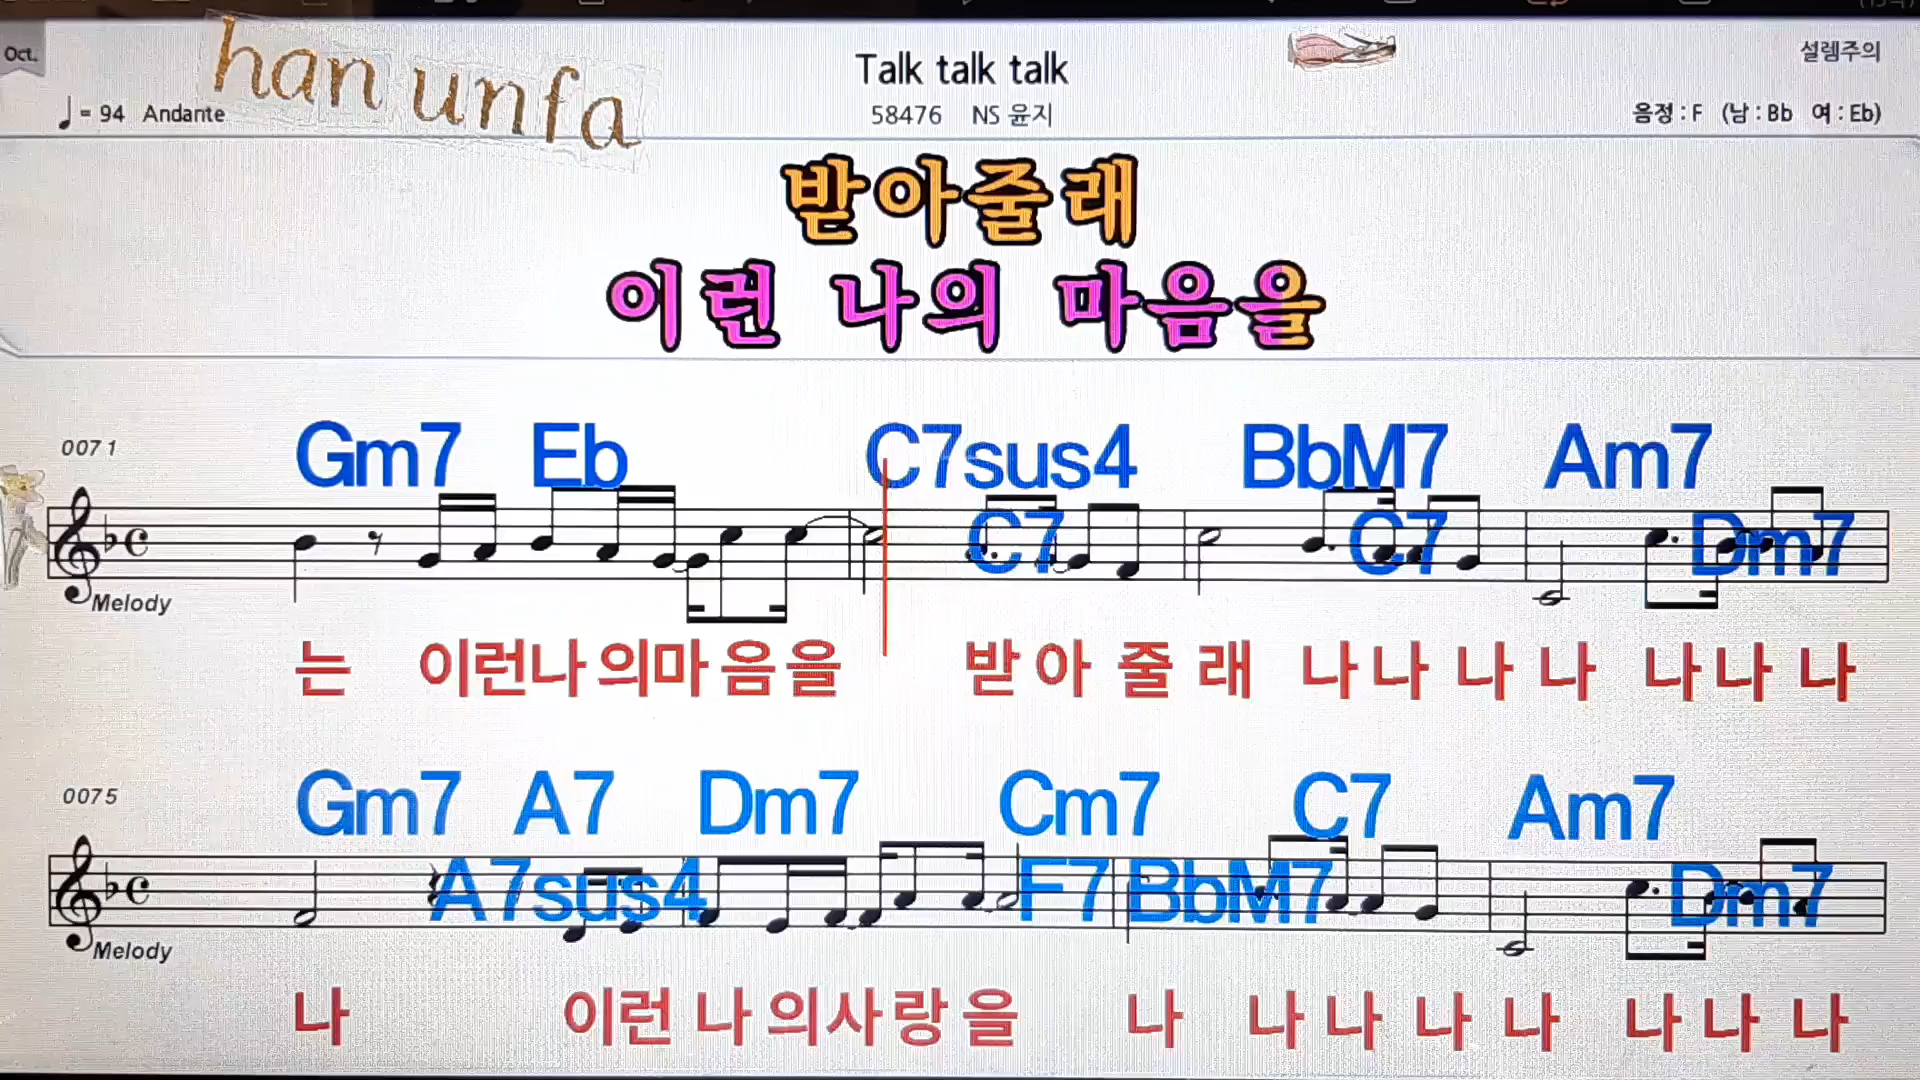 Oct.
han unfa
Talk talk talk
설렘주의
♩= 94 Andante
58476 NS 윤지
음정 : F (남 : Bb 여 : Eb)
받아줄래
이런 나의 마음을
0071
Gm7 Eb C7sus4 BbM7 Am7
C7 C7 Dm7
Melody
는 이런나의마음을 받아줄래 나나나나 나나나
0075
Gm7 A7 Dm7 Cm7 C7 Am7
A7sus4 F7 BbM7 Dm7
Melody
나 이런나의사랑을 나 나나나나 나나나